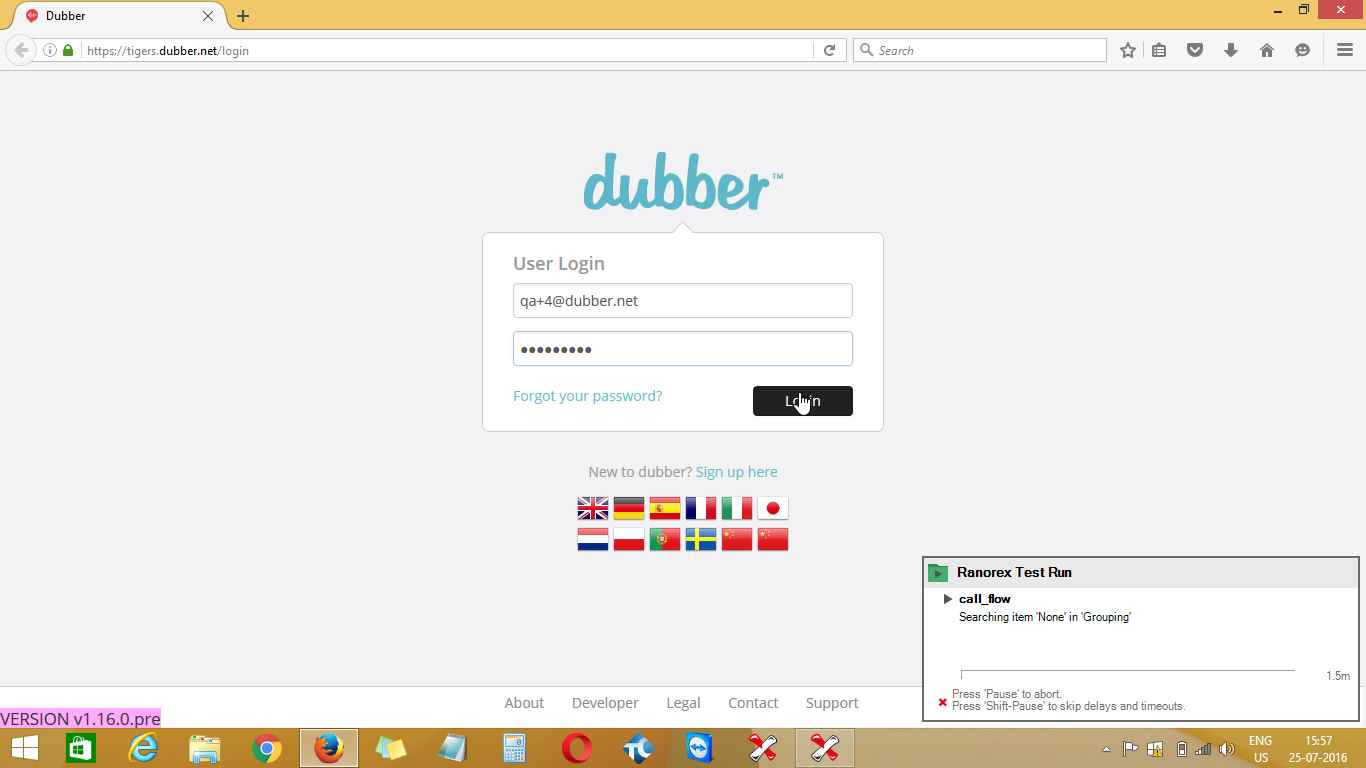 Dubber
https://tigers.dubber.net/login
Search
dubber™
User Login
qa+4@dubber.net
•••••••••
Forgot your password?
Login
New to dubber? Sign up here
Ranorex Test Run
call_flow
Searching item 'None' in 'Grouping'
1.5m
Press 'Pause' to abort.
Press 'Shift-Pause' to skip delays and timeouts.
About Developer Legal Contact Support
VERSION v1.16.0.pre
ENG 15:57
US 25-07-2016